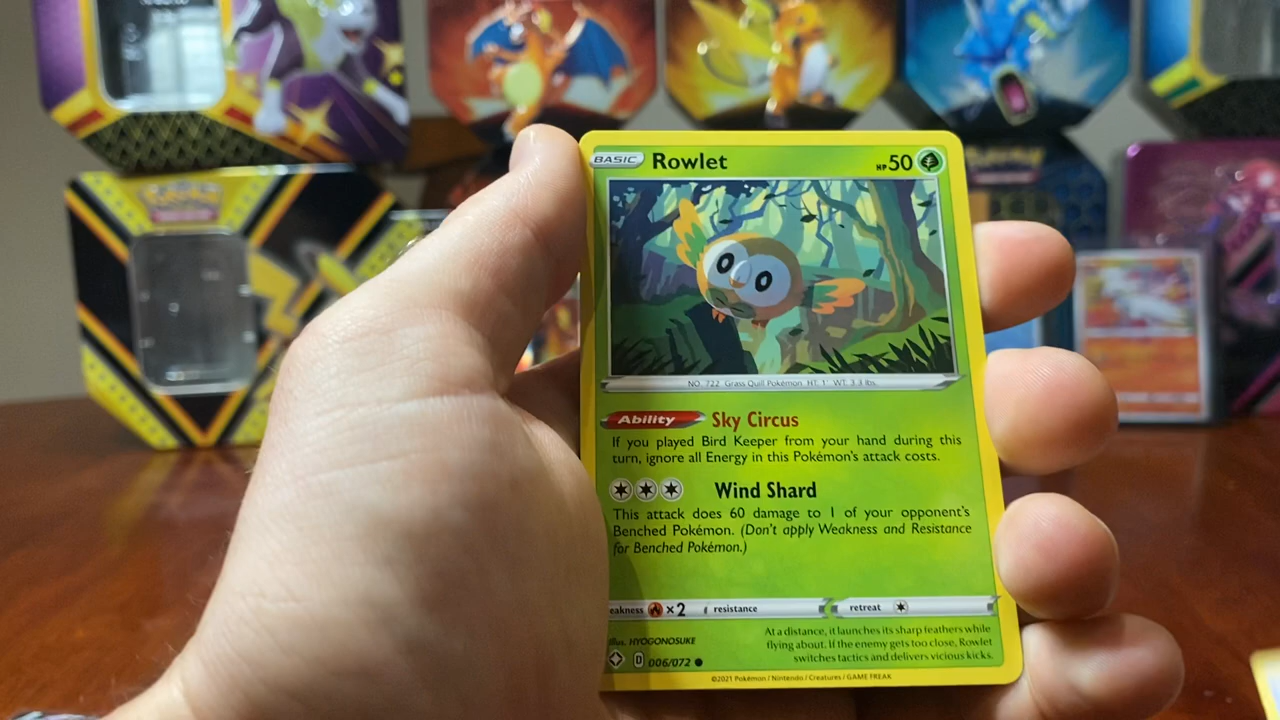 Pokémon
Pokémon
BASIC Rowlet HP 50
NO. 722 Grass Quill Pokémon HT: 1' WT: 3.3 lbs.
Ability Sky Circus
If you played Bird Keeper from your hand during this
turn, ignore all Energy in this Pokémon's attack costs.
Wind Shard
This attack does 60 damage to 1 of your opponent's
Benched Pokémon. (Don't apply Weakness and Resistance
for Benched Pokémon.)
eakness ×2 resistance retreat
At a distance, it launches its sharp feathers while
flying about. If the enemy gets too close, Rowlet
switches tactics and delivers vicious kicks.
illus. HYOGONOSUKE
D 006/072
©2021 Pokémon / Nintendo / Creatures / GAME FREAK